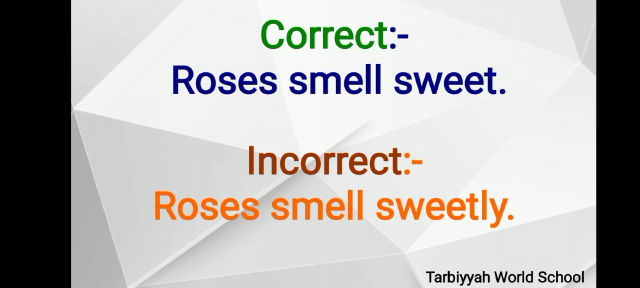 Correct:-
Roses smell sweet.
Incorrect:-
Roses smell sweetly.
Tarbiyyah World School